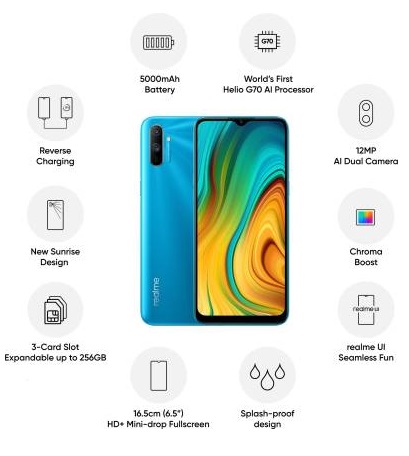 G70
5000mAh
Battery
World's First
Helio G70 AI Processor
Reverse
Charging
12MP
AI Dual Camera
New Sunrise
Design
Chroma
Boost
realme
realme UI
3-Card Slot
Expandable up to 256GB
realme UI
Seamless Fun
16.5cm (6.5")
HD+ Mini-drop Fullscreen
Splash-proof
design